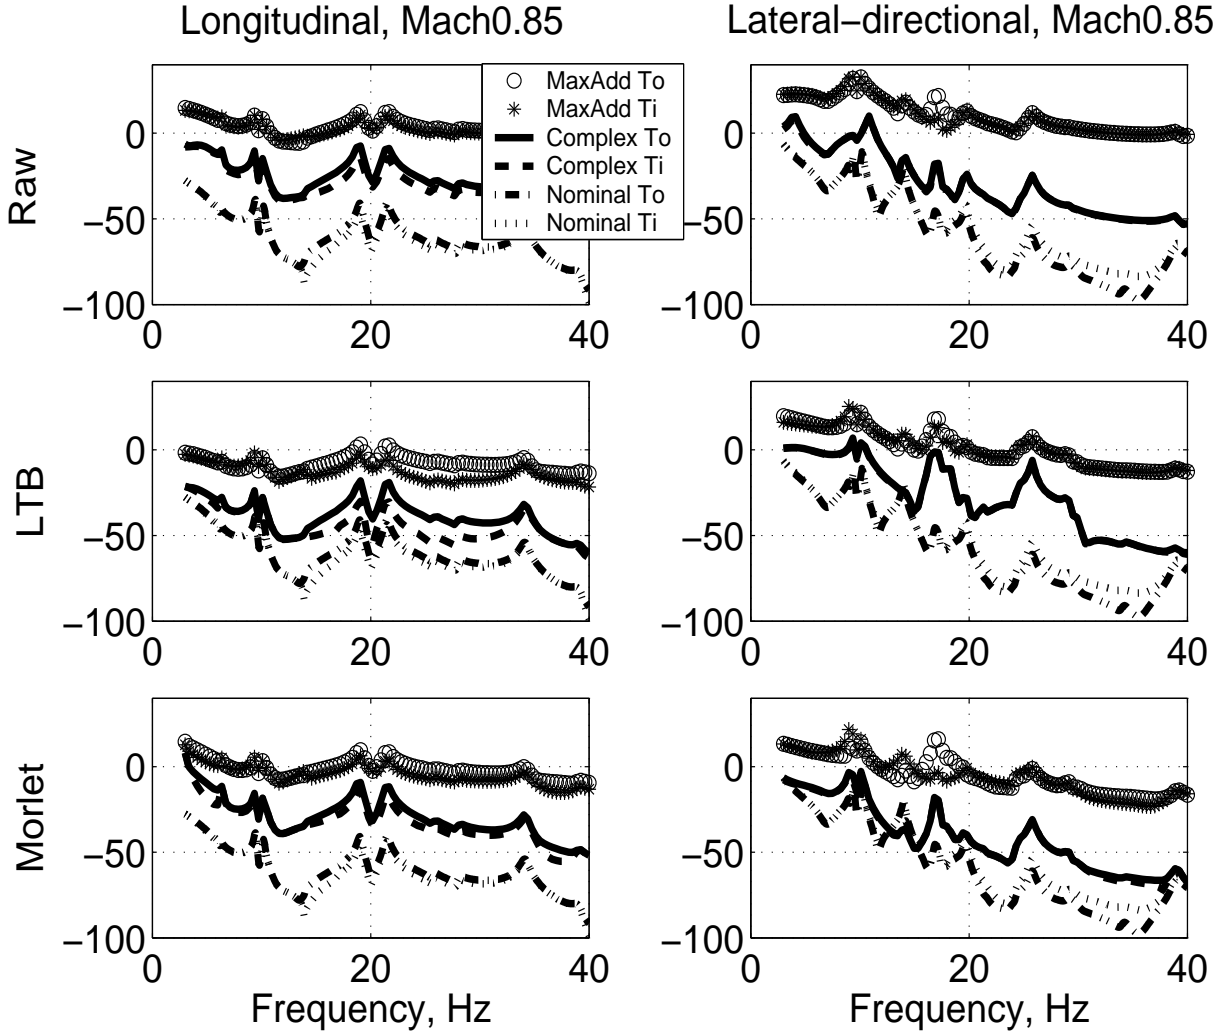 Longitudinal, Mach0.85
Lateral−directional, Mach0.85
Raw
0
−50
−100
0
20
40
MaxAdd To
MaxAdd Ti
Complex To
Complex Ti
Nominal To
Nominal Ti
0
−50
−100
0
20
40
LTB
0
−50
−100
0
20
40
0
−50
−100
0
20
40
Morlet
0
−50
−100
0
20
40
Frequency, Hz
0
−50
−100
0
20
40
Frequency, Hz